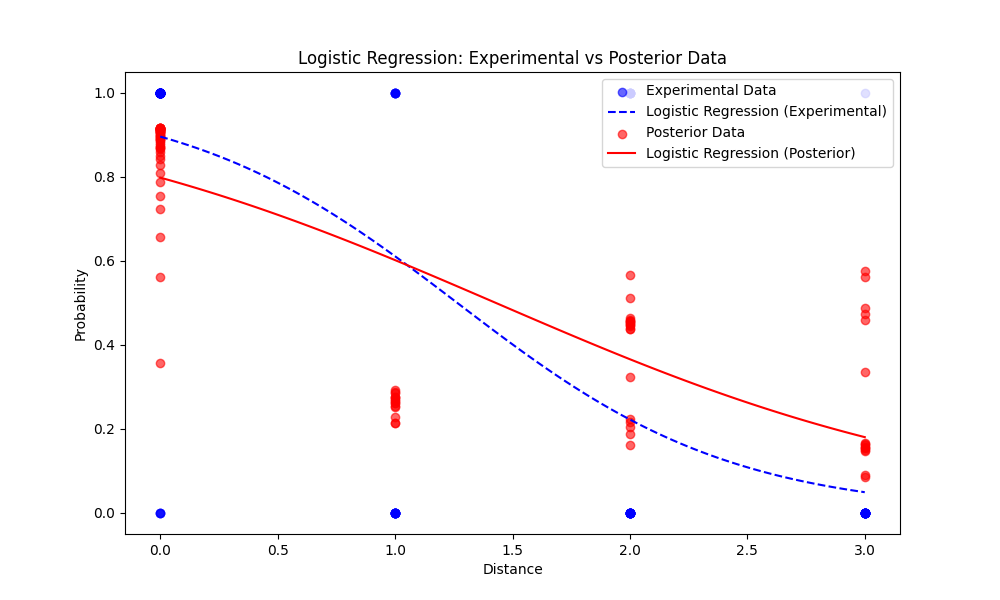 Logistic Regression: Experimental vs Posterior Data
Experimental Data
Logistic Regression (Experimental)
Posterior Data
Logistic Regression (Posterior)
Probability
1.0
0.8
0.6
0.4
0.2
0.0
0.0 0.5 1.0 1.5 2.0 2.5 3.0
Distance